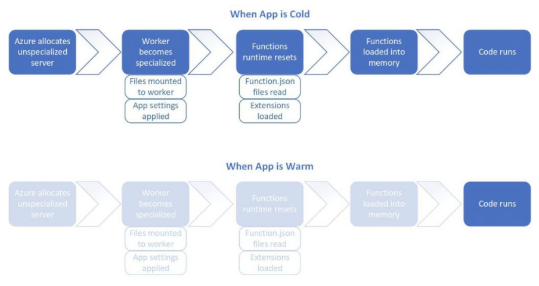 When App is Cold
Azure allocates
unspecialized
server
Worker
becomes
specialized
Files mounted
to worker
App settings
applied
Functions
runtime resets
Function.json
files read
Extensions
loaded
Functions
loaded into
memory
Code runs
When App is Warm
Azure allocates
unspecialized
server
Worker
becomes
specialized
Files mounted
to worker
App settings
applied
Functions
runtime resets
Function.json
files read
Extensions
loaded
Functions
loaded into
memory
Code runs